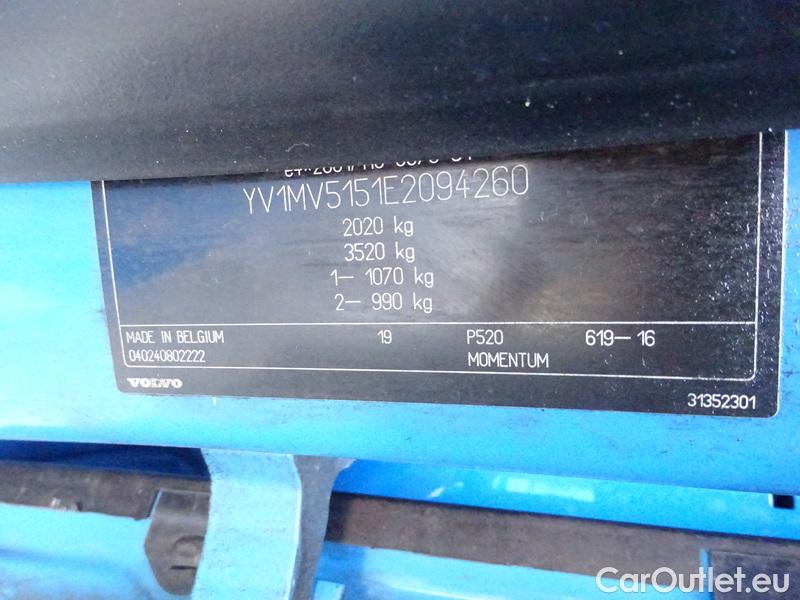 YV1MV5151E2094260
2020 kg
3520 kg
1– 1070 kg
2– 990 kg
MADE IN BELGIUM 19 P520 619–16
040240802222 MOMENTUM
VOLVO
31352301
CarOutlet.eu